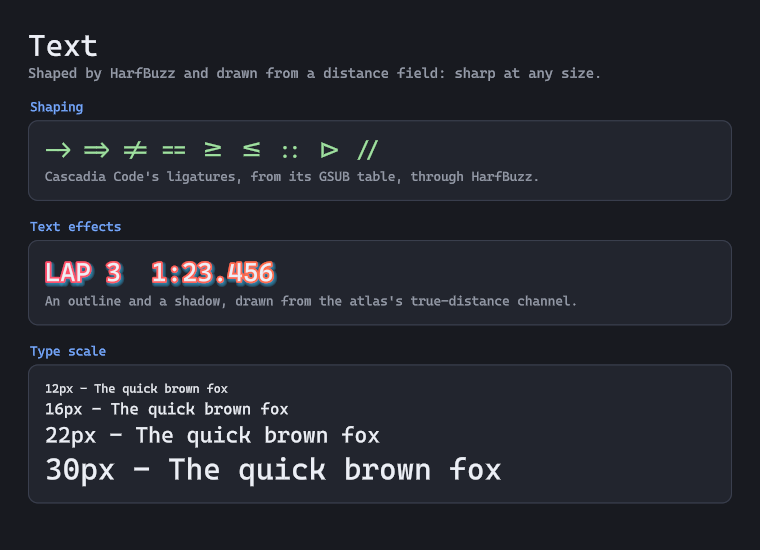 Text
Shaped by HarfBuzz and drawn from a distance field: sharp at any size.
Shaping
→ ⇒ ≠ == ≥ ≤ :: ▷ //
Cascadia Code's ligatures, from its GSUB table, through HarfBuzz.
Text effects
LAP 3  1:23.456
An outline and a shadow, drawn from the atlas's true-distance channel.
Type scale
12px – The quick brown fox
16px – The quick brown fox
22px – The quick brown fox
30px – The quick brown fox